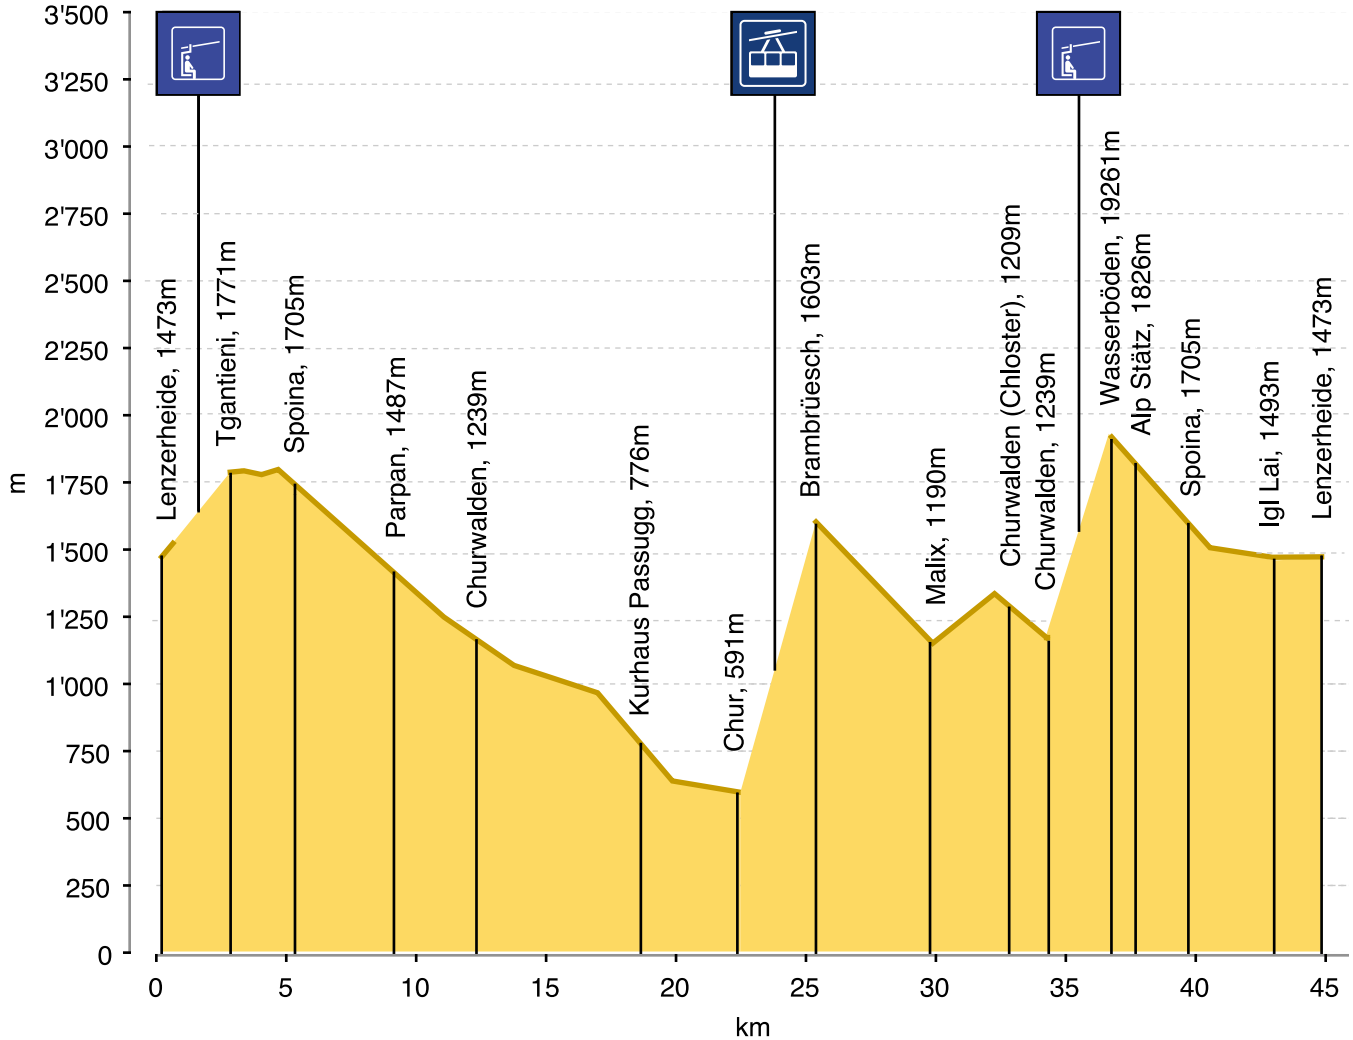 3'500
3'250
3'000
2'750
2'500
2'250
2'000
1'750
1'500
1'250
1'000
750
500
250
0
m
Lenzerheide, 1473m
Tgantieni, 1771m
Spoina, 1705m
Parpan, 1487m
Churwalden, 1239m
Kurhaus Passugg, 776m
Chur, 591m
Brambrüesch, 1603m
Malix, 1190m
Churwalden (Chloster), 1209m
Churwalden, 1239m
Wasserböden, 19261m
Alp Stätz, 1826m
Spoina, 1705m
Igl Lai, 1493m
Lenzerheide, 1473m
0
5
10
15
20
25
30
35
40
45
km